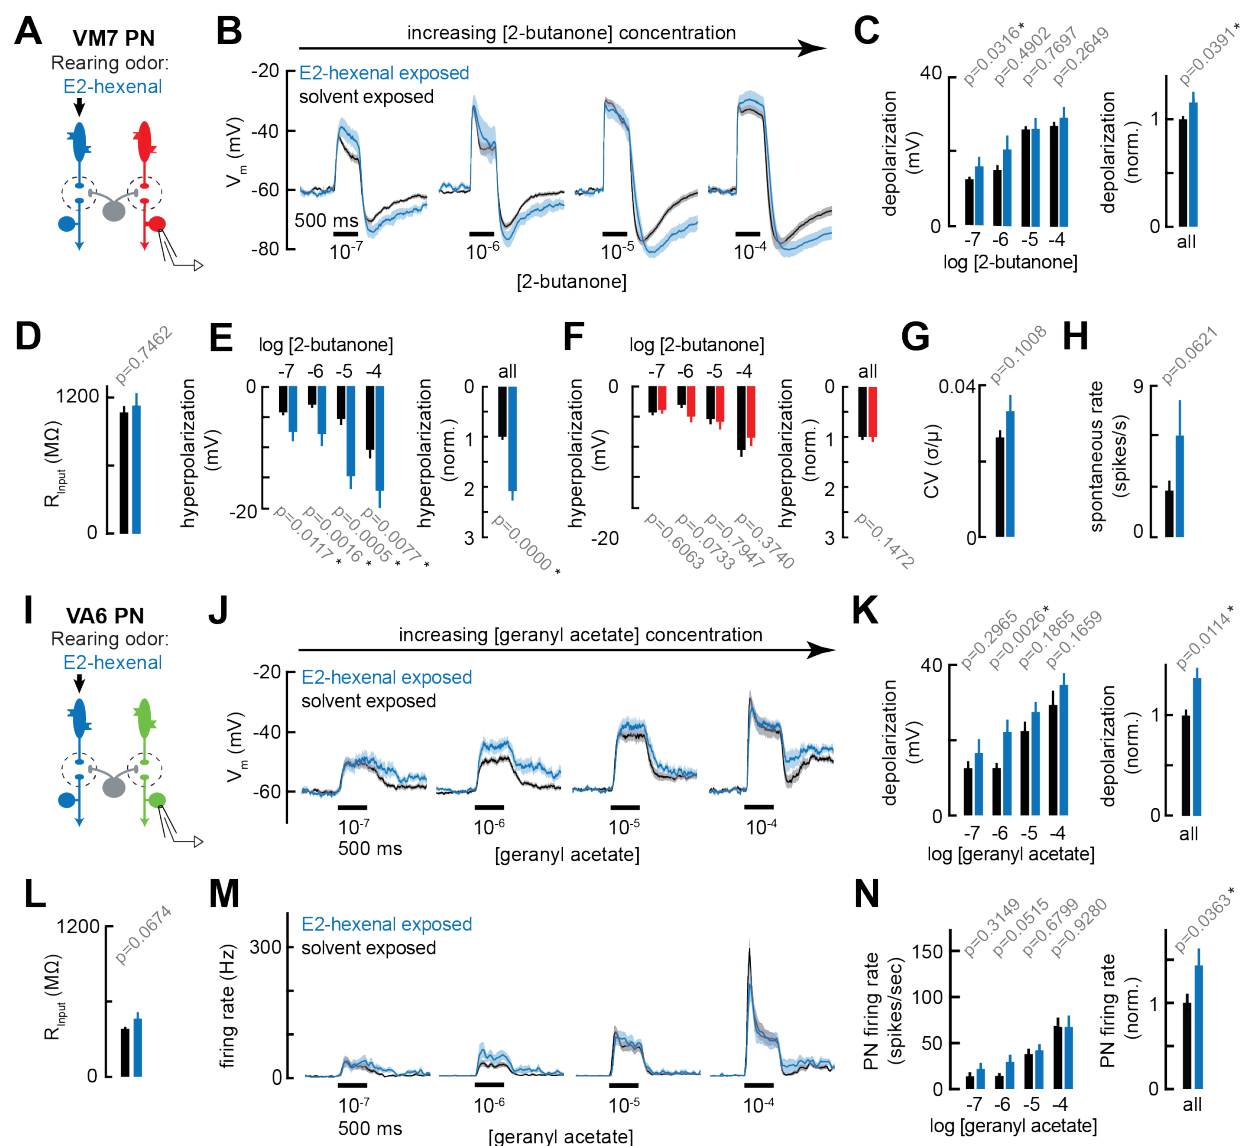 A
VM7 PN
Rearing odor:
E2-hexenal
B
increasing [2-butanone] concentration
E2-hexenal exposed
solvent exposed
-20
-40
-60
-80
Vm (mV)
500 ms
10-7
10-6
10-5
10-4
[2-butanone]
C
p=0.0316*
p=0.4902
p=0.7697
p=0.2649
40
0
depolarization
(mV)
-7 -6 -5 -4
log [2-butanone]
p=0.0391*
1
0
depolarization
(norm.)
all
D
p=0.7462
1200
0
RInput (MΩ)
E
log [2-butanone]
-7 -6 -5 -4
0
-20
hyperpolarization
(mV)
p=0.0117*
p=0.0016*
p=0.0005*
p=0.0077*
all
0
1
2
3
hyperpolarization
(norm.)
p=0.0000*
F
log [2-butanone]
-7 -6 -5 -4
0
-20
hyperpolarization
(mV)
p=0.6063
p=0.0733
p=0.7947
p=0.3740
all
0
1
2
3
hyperpolarization
(norm.)
p=0.1472
G
p=0.1008
0.04
0
CV (σ/μ)
H
p=0.0621
9
0
spontaneous rate
(spikes/s)
I
VA6 PN
Rearing odor:
E2-hexenal
J
increasing [geranyl acetate] concentration
E2-hexenal exposed
solvent exposed
-20
-40
-60
Vm (mV)
10-7
10-6
10-5
10-4
500 ms
[geranyl acetate]
K
p=0.2965
p=0.0026*
p=0.1865
p=0.1659
40
0
depolarization
(mV)
-7 -6 -5 -4
log [geranyl acetate]
p=0.0114*
1
0
depolarization
(norm.)
all
L
p=0.0674
1200
0
RInput (MΩ)
M
E2-hexenal exposed
solvent exposed
300
0
firing rate (Hz)
10-7
10-6
10-5
10-4
500 ms
[geranyl acetate]
N
p=0.3149
p=0.0515
p=0.6799
p=0.9280
150
100
50
0
PN firing rate
(spikes/sec)
-7 -6 -5 -4
log [geranyl acetate]
p=0.0363*
1
0
PN firing rate
(norm.)
all